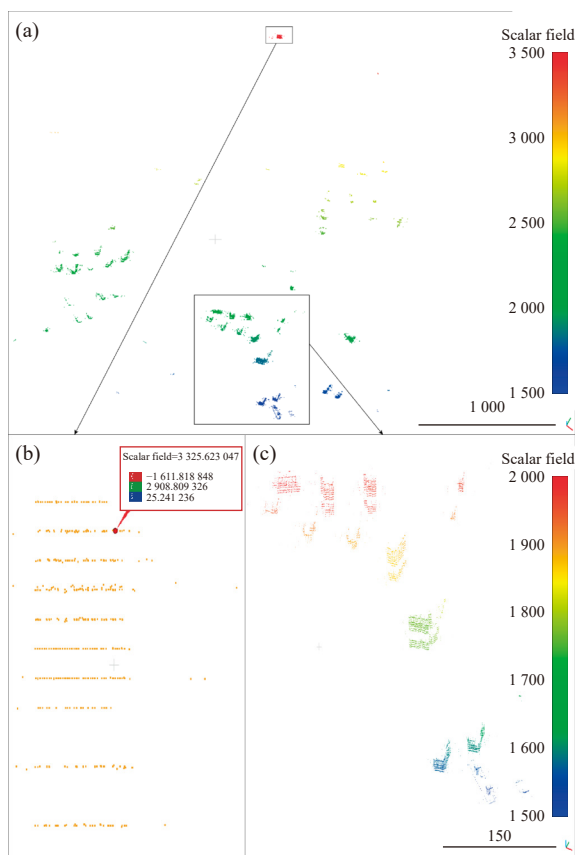 (a)
Scalar field
3 500
3 000
2 500
2 000
1 500
1 000
(b)
Scalar field=3 325.623 047
−1 611.818 848
2 908.809 326
25.241 236
(c)
Scalar field
2 000
1 900
1 800
1 700
1 600
1 500
150